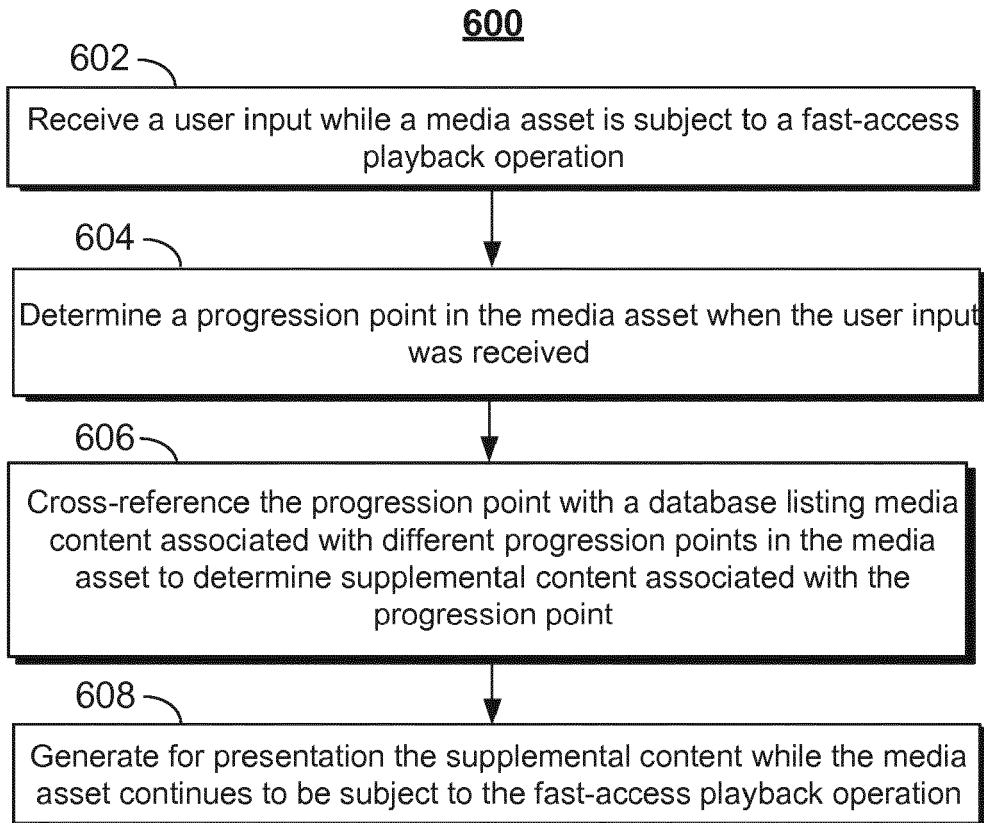 600
602
Receive a user input while a media asset is subject to a fast-access
playback operation
604
Determine a progression point in the media asset when the user input
was received
606
Cross-reference the progression point with a database listing media
content associated with different progression points in the media
asset to determine supplemental content associated with the
progression point
608
Generate for presentation the supplemental content while the media
asset continues to be subject to the fast-access playback operation